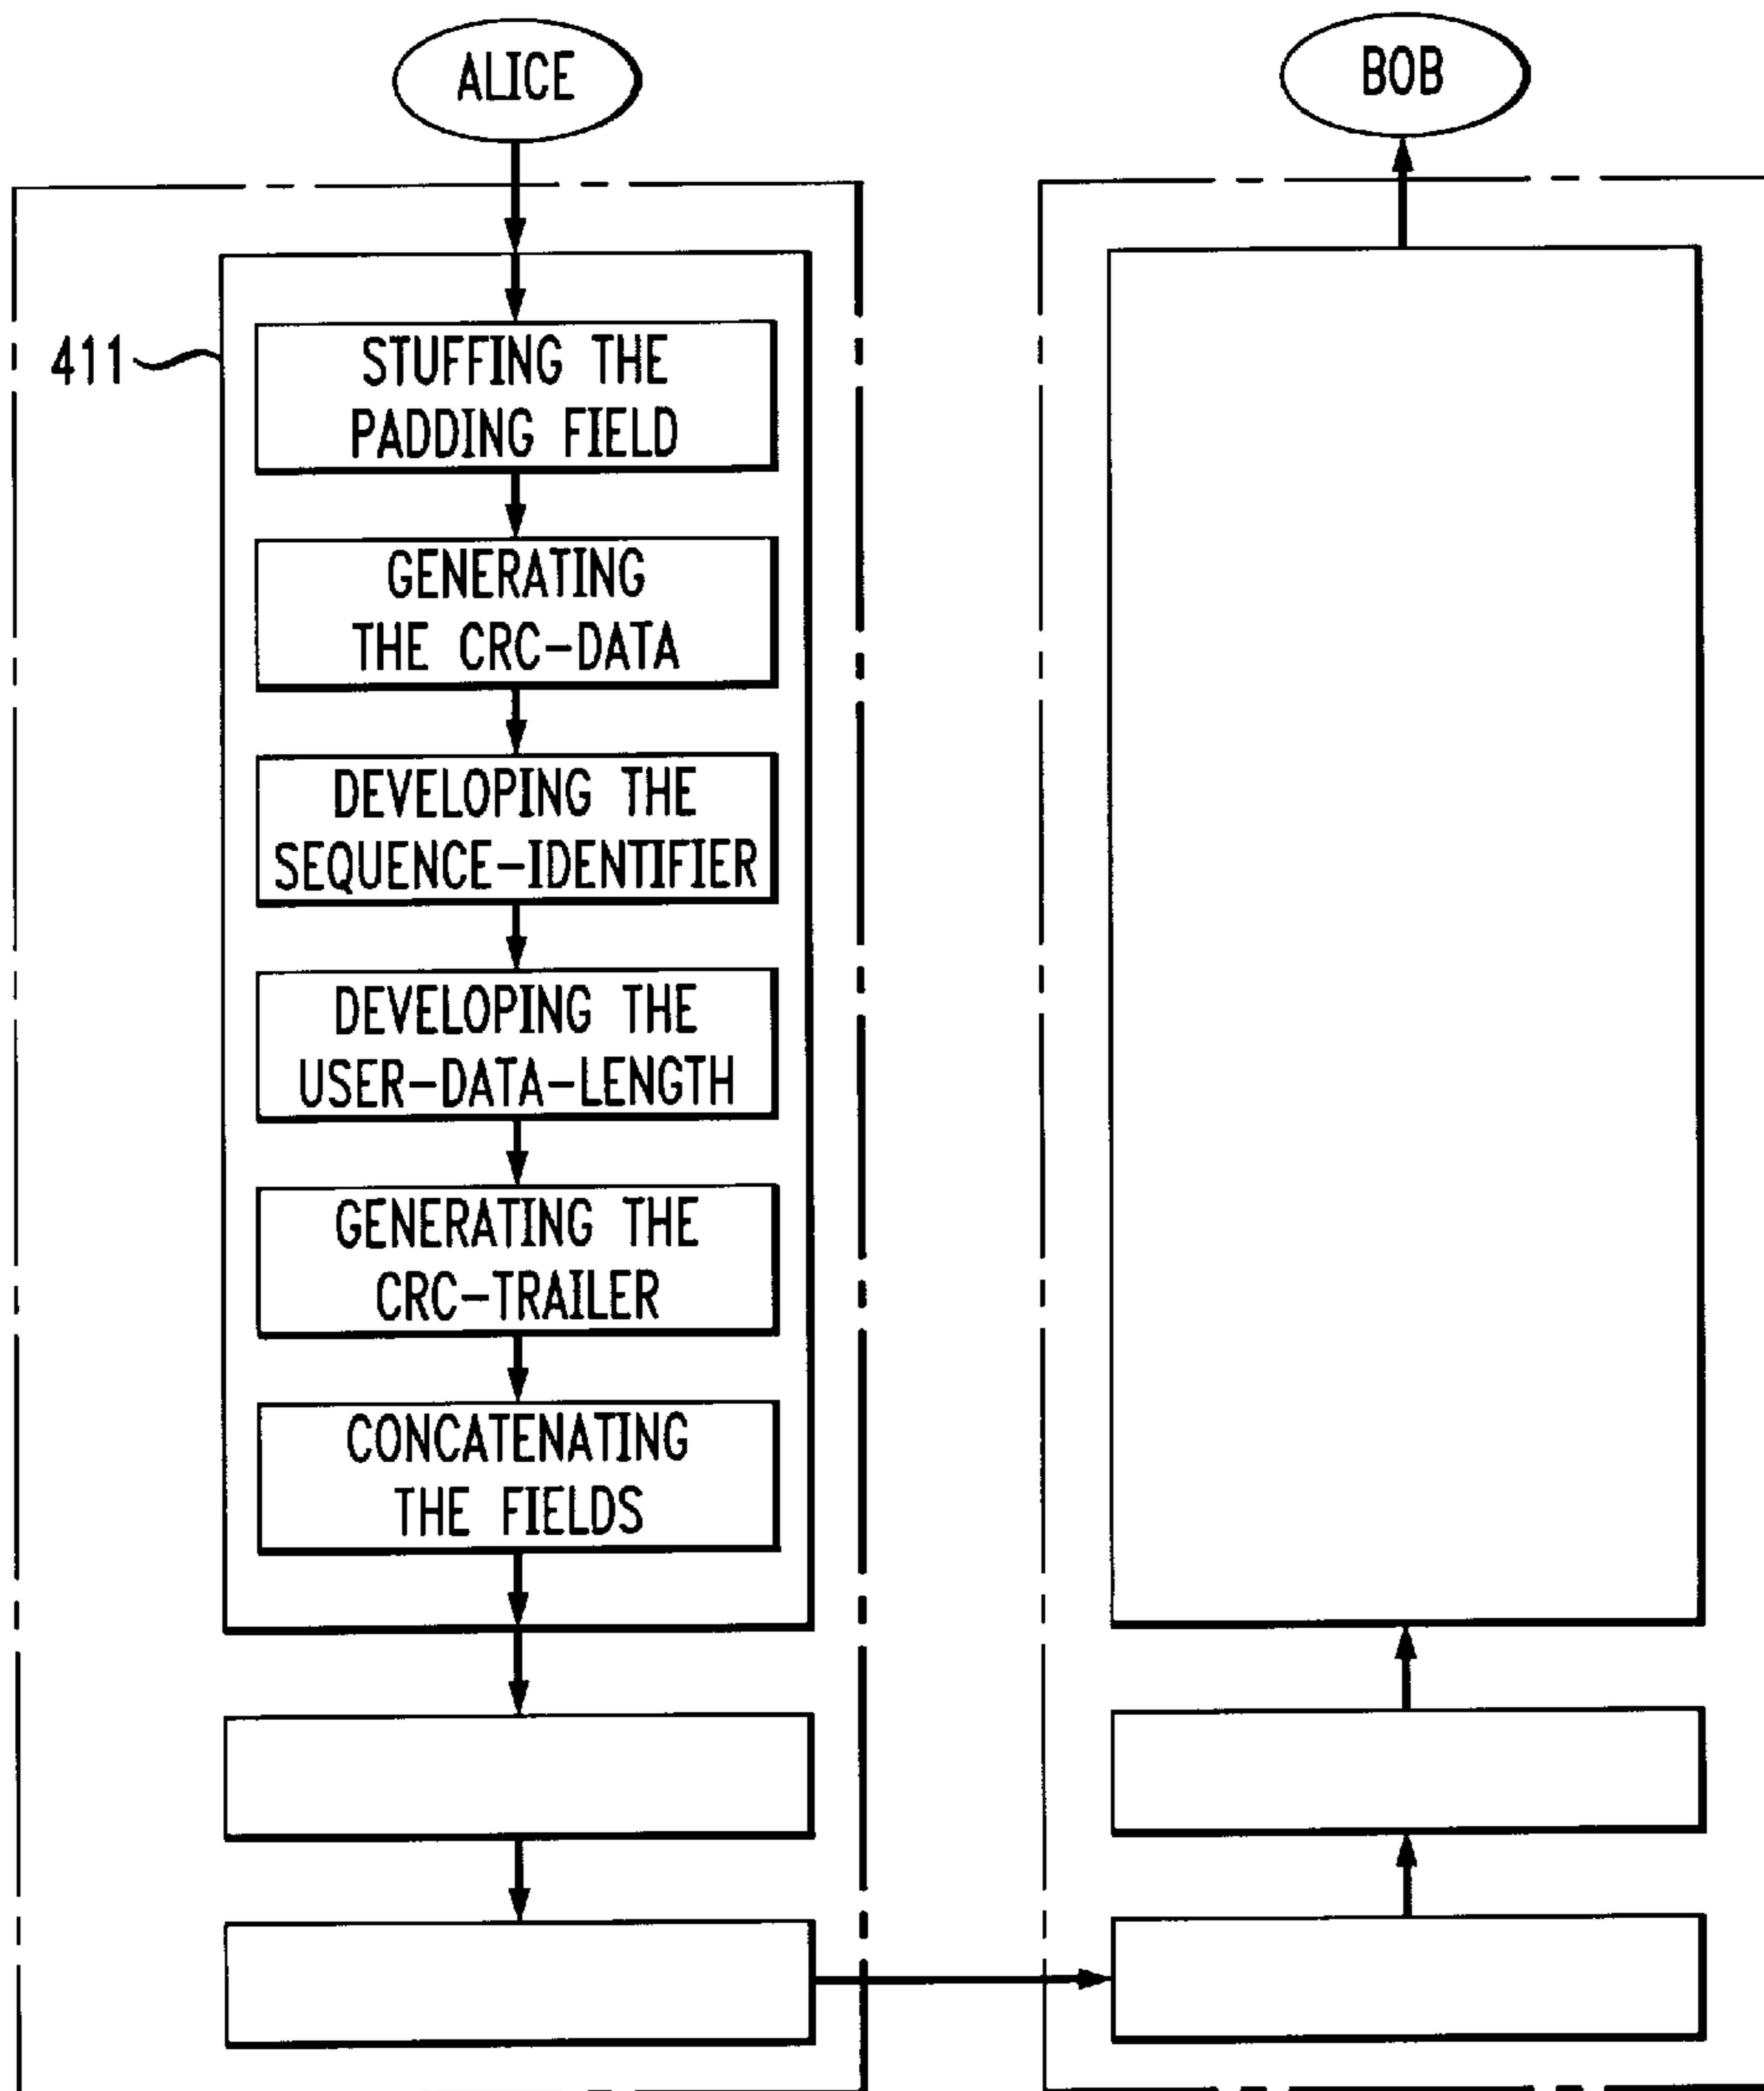 ALICE
BOB
411
STUFFING THE
PADDING FIELD
GENERATING
THE CRC-DATA
DEVELOPING THE
SEQUENCE-IDENTIFIER
DEVELOPING THE
USER-DATA-LENGTH
GENERATING THE
CRC-TRAILER
CONCATENATING
THE FIELDS